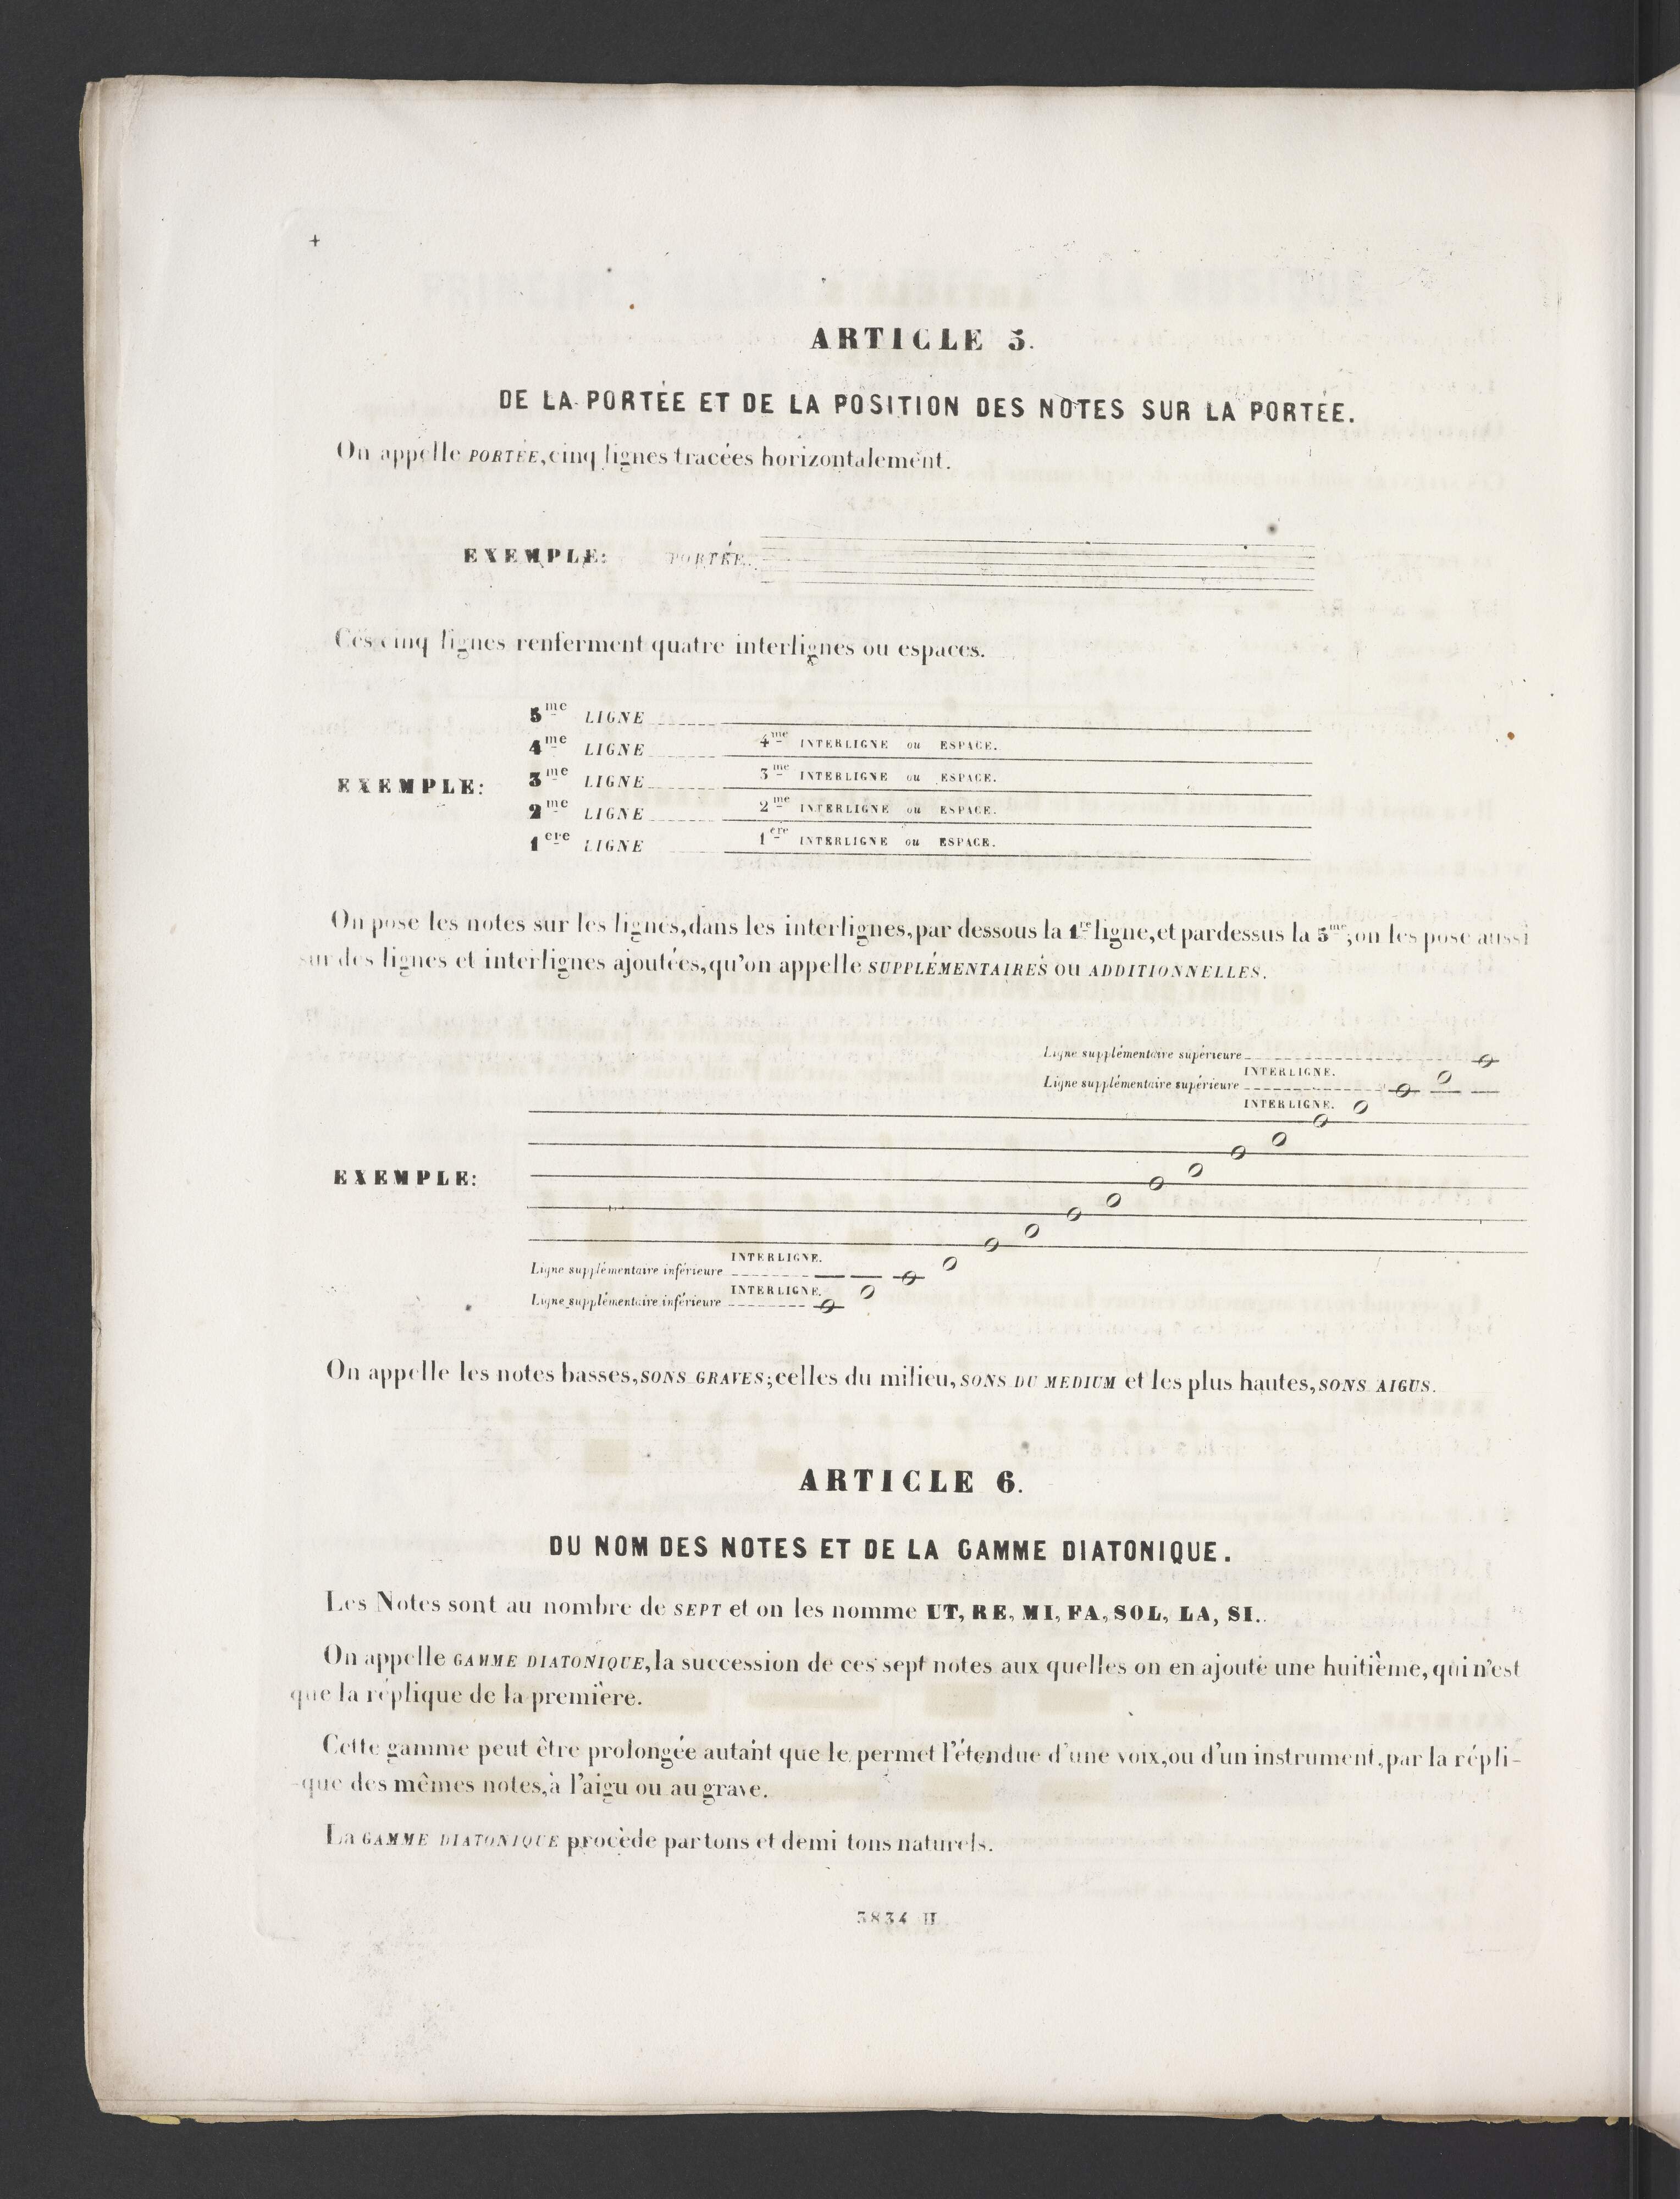 4
ARTICLE 5.
DE LA PORTÉE ET DE LA POSITION DES NOTES SUR LA PORTÉE.
On appelle PORTÉE, cinq lignes tracées horizontalement.
EXEMPLE: PORTÉE.
Ces cinq lignes renferment quatre interlignes ou espaces.
5me LIGNE
4me LIGNE 4me INTERLIGNE ou ESPACE.
EXEMPLE: 3me LIGNE 3me INTERLIGNE ou ESPACE.
2me LIGNE 2me INTERLIGNE ou ESPACE.
1ere LIGNE 1ere INTERLIGNE ou ESPACE.
On pose les notes sur les lignes, dans les interlignes, par dessous la 1re ligne, et pardessus la 5me; on les pose aussi
sur des lignes et interlignes ajoutées, qu'on appelle SUPPLÉMENTAIRES ou ADDITIONNELLES.
Ligne supplémentaire supérieure
INTERLIGNE.
Ligne supplémentaire supérieure
INTERLIGNE.
EXEMPLE:
INTERLIGNE.
Ligne supplémentaire inférieure
INTERLIGNE.
Ligne supplémentaire inférieure
On appelle les notes basses, SONS GRAVES; celles du milieu, SONS DU MEDIUM et les plus hautes, SONS AIGUS.
ARTICLE 6.
DU NOM DES NOTES ET DE LA GAMME DIATONIQUE.
Les Notes sont au nombre de SEPT et on les nomme UT, RE, MI, FA, SOL, LA, SI.
On appelle GAMME DIATONIQUE, la succession de ces sept notes aux quelles on en ajoute une huitième, qui n'est
que la réplique de la première.
Cette gamme peut être prolongée autant que le permet l'étendue d'une voix, ou d'un instrument, par la répli-
-que des mêmes notes, à l'aigu ou au grave.
La GAMME DIATONIQUE procède par tons et demi tons naturels.
3834 H